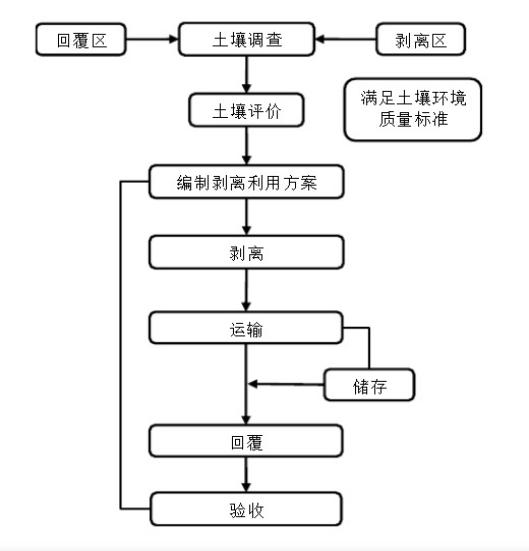 回覆区
土壤调查
剥离区
土壤评价
满足土壤环境
质量标准
编制剥离利用方案
剥离
运输
储存
回覆
验收